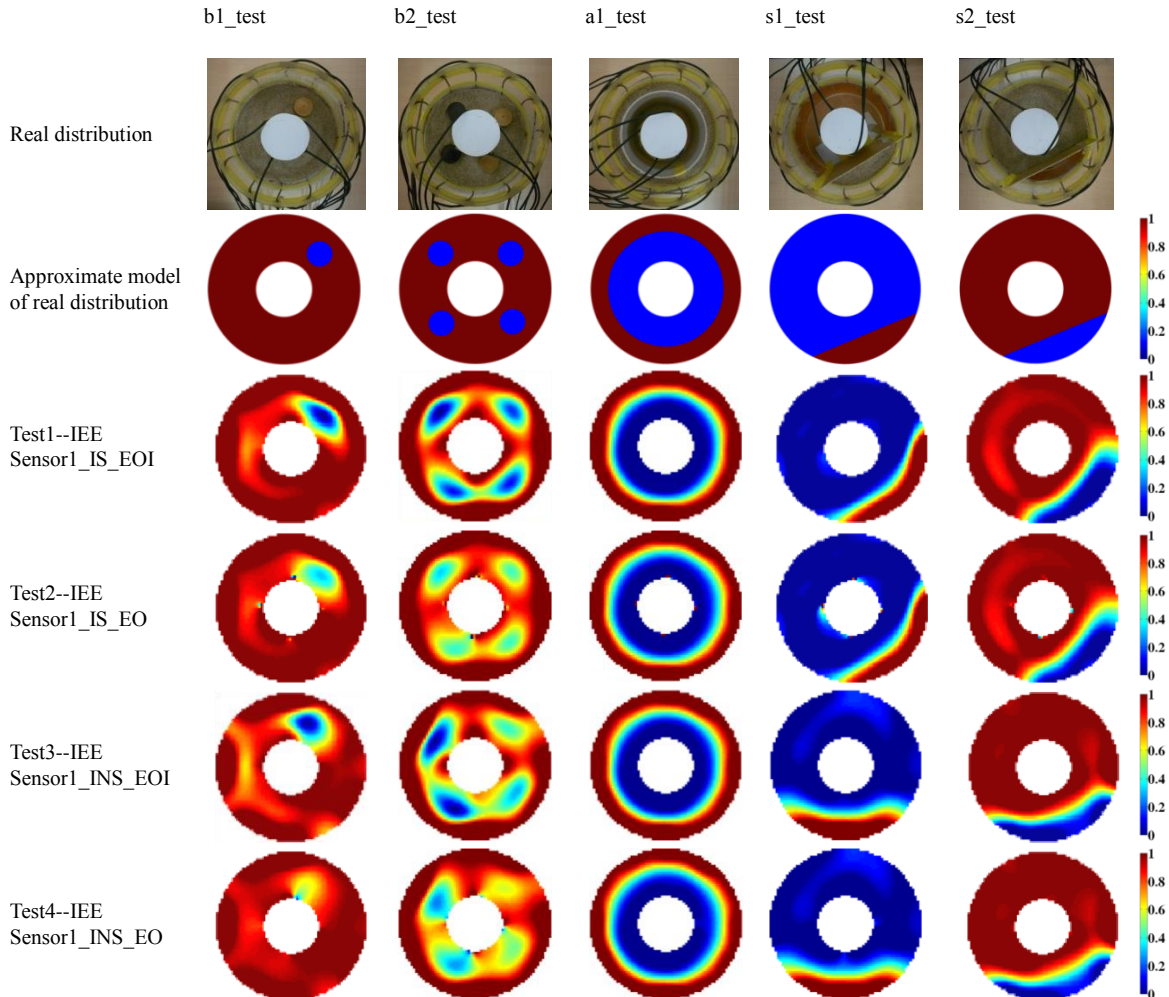 b1_test b2_test a1_test s1_test s2_test
Real distribution
Approximate model
of real distribution
1
0.8
0.6
0.4
0.2
0
Test1--IEE
Sensor1_IS_EOI
1
0.8
0.6
0.4
0.2
0
Test2--IEE
Sensor1_IS_EO
1
0.8
0.6
0.4
0.2
0
Test3--IEE
Sensor1_INS_EOI
1
0.8
0.6
0.4
0.2
0
Test4--IEE
Sensor1_INS_EO
1
0.8
0.6
0.4
0.2
0